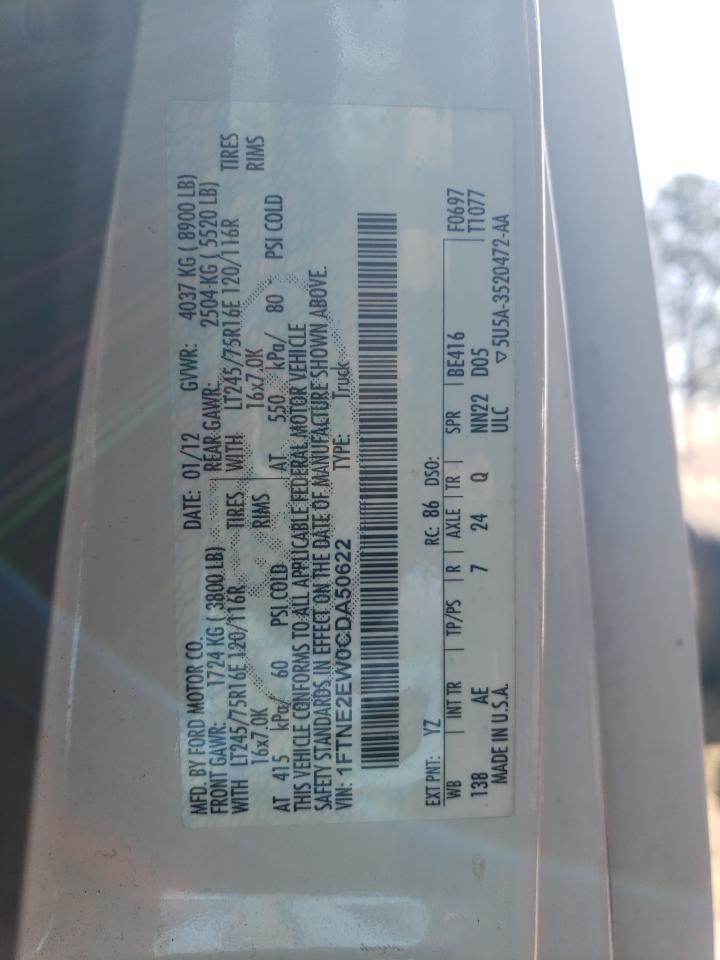 MFD. BY FORD MOTOR CO. DATE: 01/12 GVWR: 4037 KG ( 8900 LB)
FRONT GAWR: 1724 KG ( 3800 LB) REAR GAWR: 2504 KG ( 5520 LB)
WITH LT245/75R16E 120/116R TIRES WITH LT245/75R16E 120/116R TIRES
16x7.0K RIMS 16x7.0K RIMS
AT 415 kPa/ 60 PSI COLD AT 550 kPa/ 80 PSI COLD
THIS VEHICLE CONFORMS TO ALL APPLICABLE FEDERAL MOTOR VEHICLE
SAFETY STANDARDS IN EFFECT ON THE DATE OF MANUFACTURE SHOWN ABOVE.
VIN: 1FTNE2EW0CDA50622 TYPE: Truck
EXT PNT: YZ RC: 86 DSO: F0697
WB INT TR TP/PS R AXLE TR SPR BE416 T1077
138 AE 7 24 Q NN22 D05
MADE IN U.S.A. ULC ▽5U5A-3520472-AA